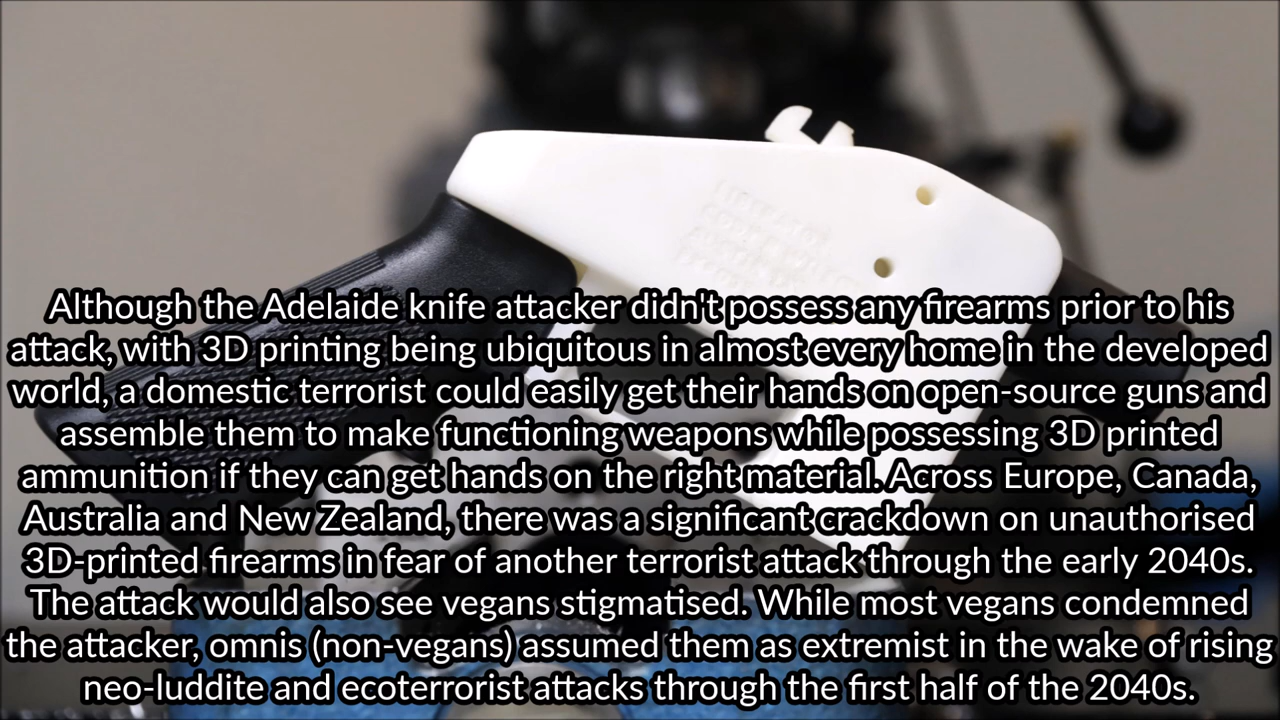 Although the Adelaide knife attacker didn't possess any firearms prior to his
attack, with 3D printing being ubiquitous in almost every home in the developed
world, a domestic terrorist could easily get their hands on open-source guns and
assemble them to make functioning weapons while possessing 3D printed
ammunition if they can get hands on the right material. Across Europe, Canada,
Australia and New Zealand, there was a significant crackdown on unauthorised
3D-printed firearms in fear of another terrorist attack through the early 2040s.
The attack would also see vegans stigmatised. While most vegans condemned
the attacker, omnis (non-vegans) assumed them as extremist in the wake of rising
neo-luddite and ecoterrorist attacks through the first half of the 2040s.